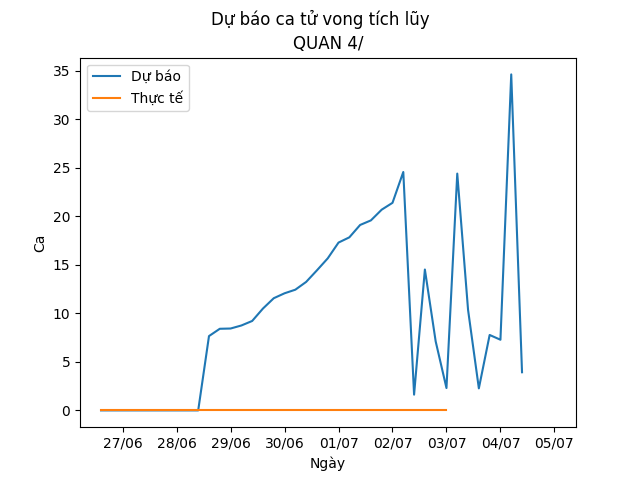 Dự báo ca tử vong tích lũy
QUAN 4/
Dự báo
Thực tế
35
30
25
20
15
10
5
0
Ca
27/06 28/06 29/06 30/06 01/07 02/07 03/07 04/07 05/07
Ngày